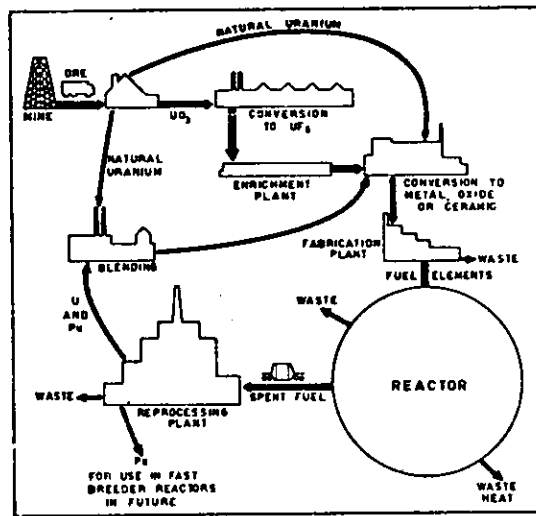 NATURAL URANIUM
ORE
MINE
UO3
CONVERSION
TO UF6
NATURAL
URANIUM
ENRICHMENT
PLANT
CONVERSION TO
METAL, OXIDE
OR CERAMIC
BLENDING
FABRICATION
PLANT
WASTE
FUEL ELEMENTS
U
AND
Pu
WASTE
REACTOR
SPENT FUEL
WASTE
REPROCESSING
PLANT
Pu
FOR USE IN FAST
BREEDER REACTORS
IN FUTURE
WASTE
HEAT